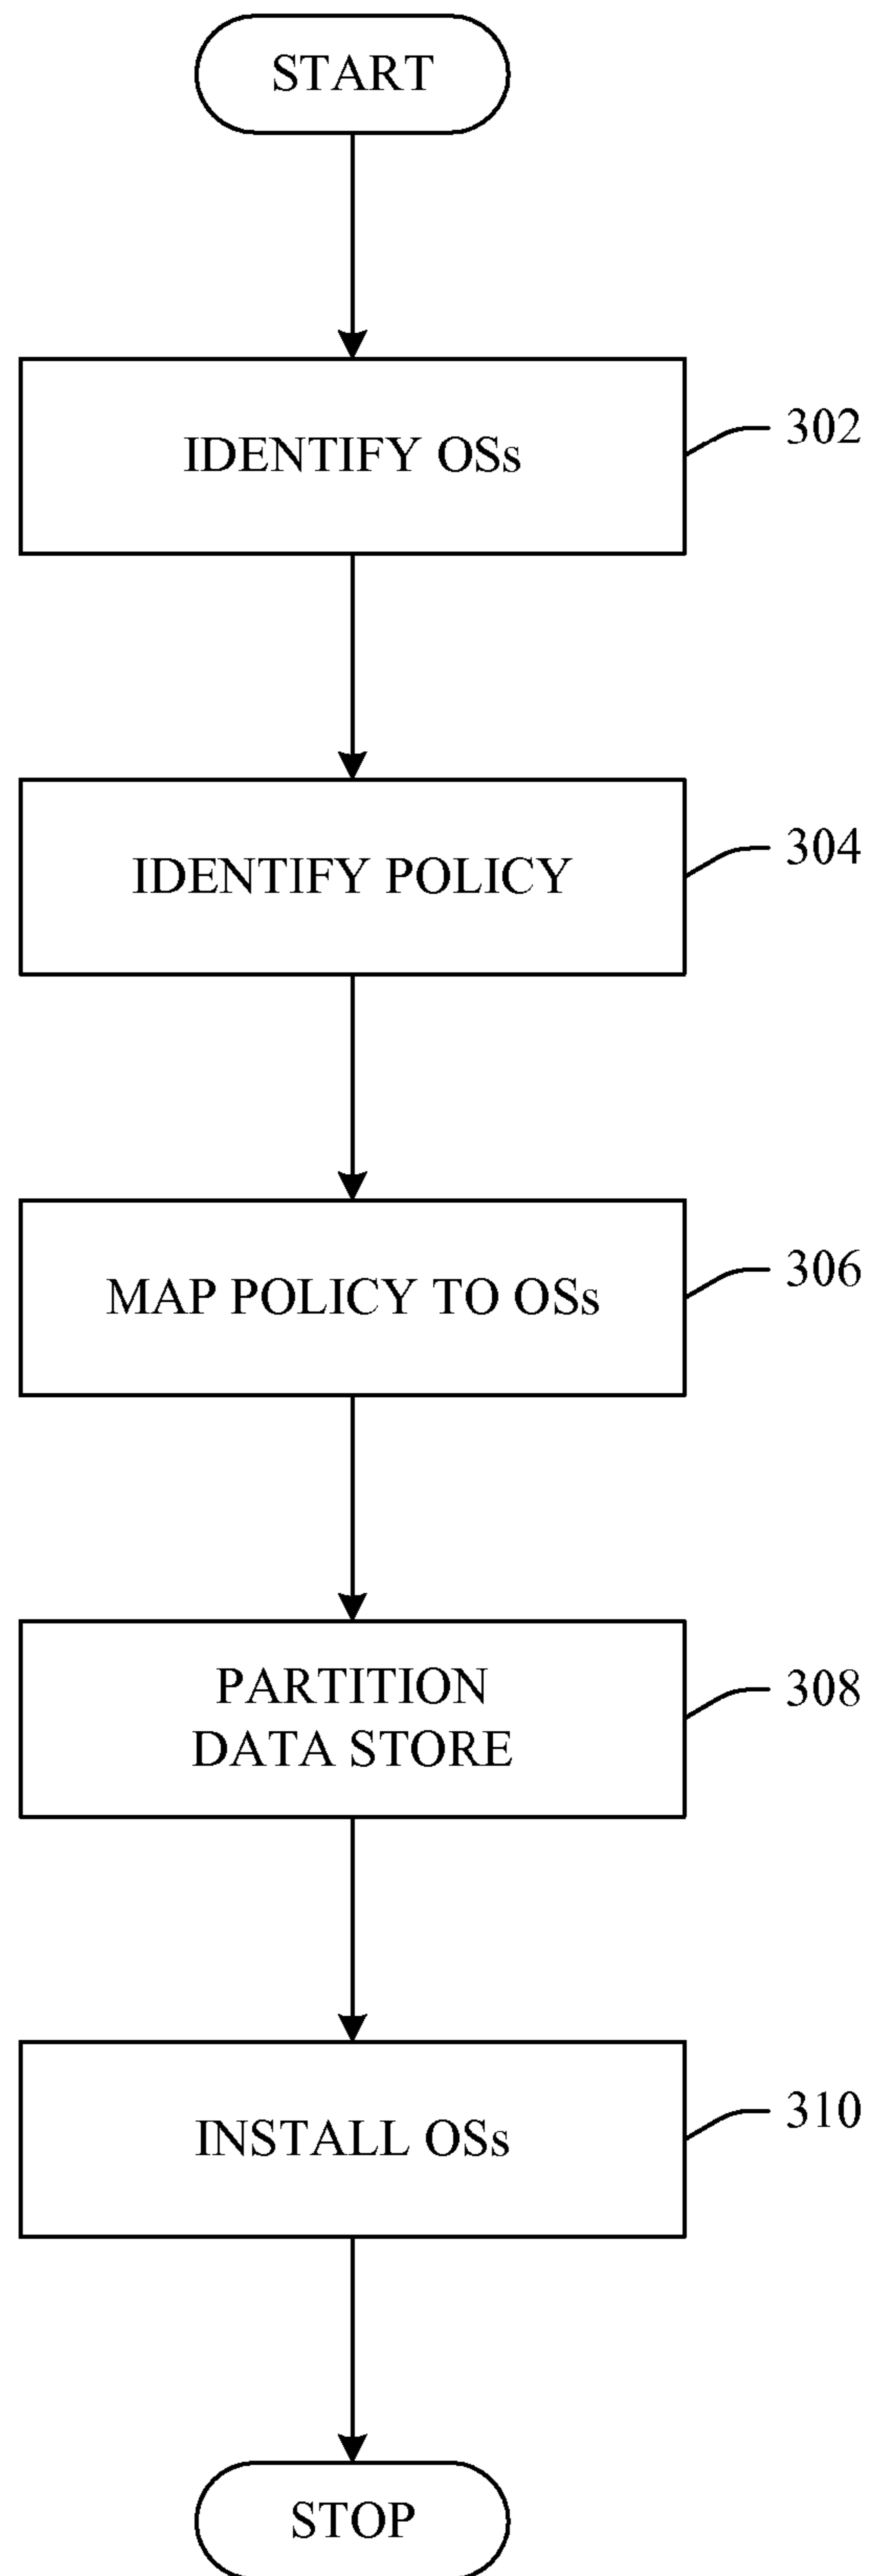 START
IDENTIFY OSs
302
IDENTIFY POLICY
304
MAP POLICY TO OSs
306
PARTITION
DATA STORE
308
INSTALL OSs
310
STOP